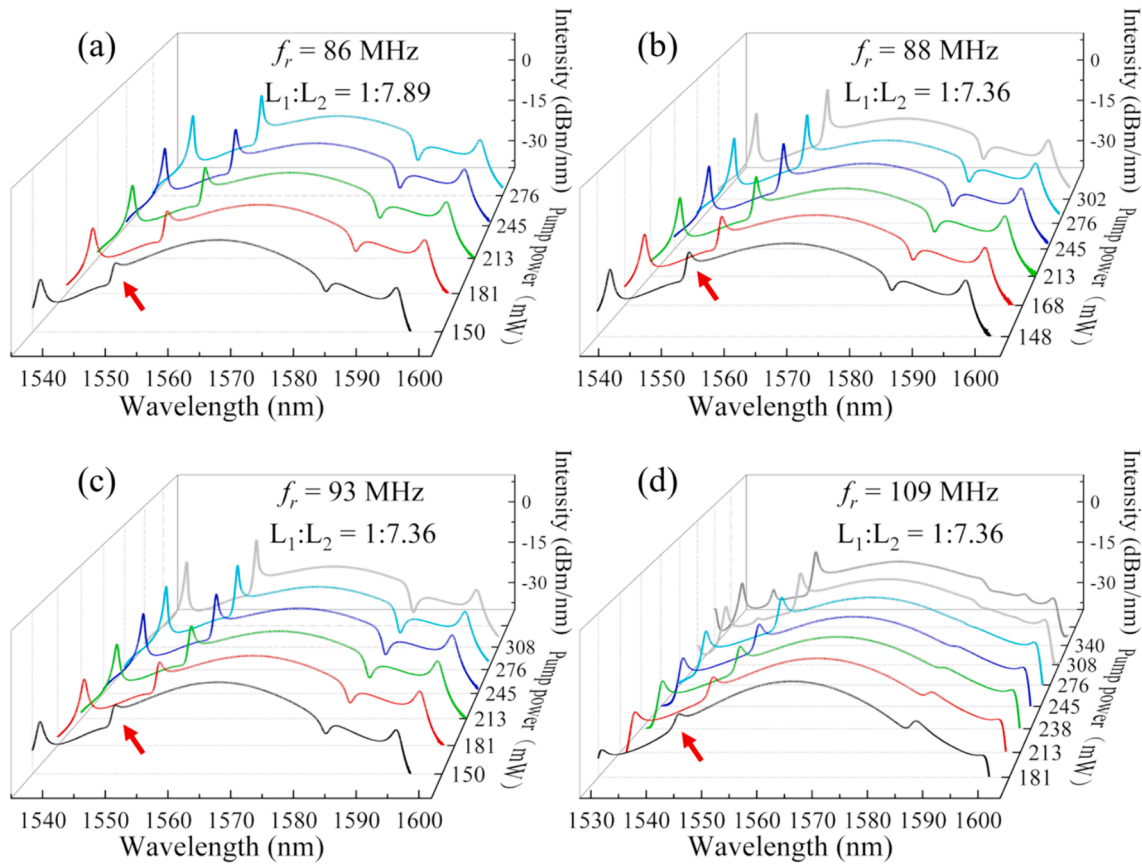 (a)
fr = 86 MHz
L1:L2 = 1:7.89
0
-15
-30
Intensity (dBm/nm)
276
245
213
181
150
Pump power (mW)
1540 1550 1560 1570 1580 1590 1600
Wavelength (nm)
(b)
fr = 88 MHz
L1:L2 = 1:7.36
0
-15
-30
Intensity (dBm/nm)
302
276
245
213
168
148
Pump power (mW)
1540 1550 1560 1570 1580 1590 1600
Wavelength (nm)
(c)
fr = 93 MHz
L1:L2 = 1:7.36
0
-15
-30
Intensity (dBm/nm)
308
276
245
213
181
150
Pump power (mW)
1540 1550 1560 1570 1580 1590 1600
Wavelength (nm)
(d)
fr = 109 MHz
L1:L2 = 1:7.36
0
-15
-30
Intensity (dBm/nm)
340
308
276
245
238
213
181
Pump power (mW)
1530 1540 1550 1560 1570 1580 1590 1600
Wavelength (nm)